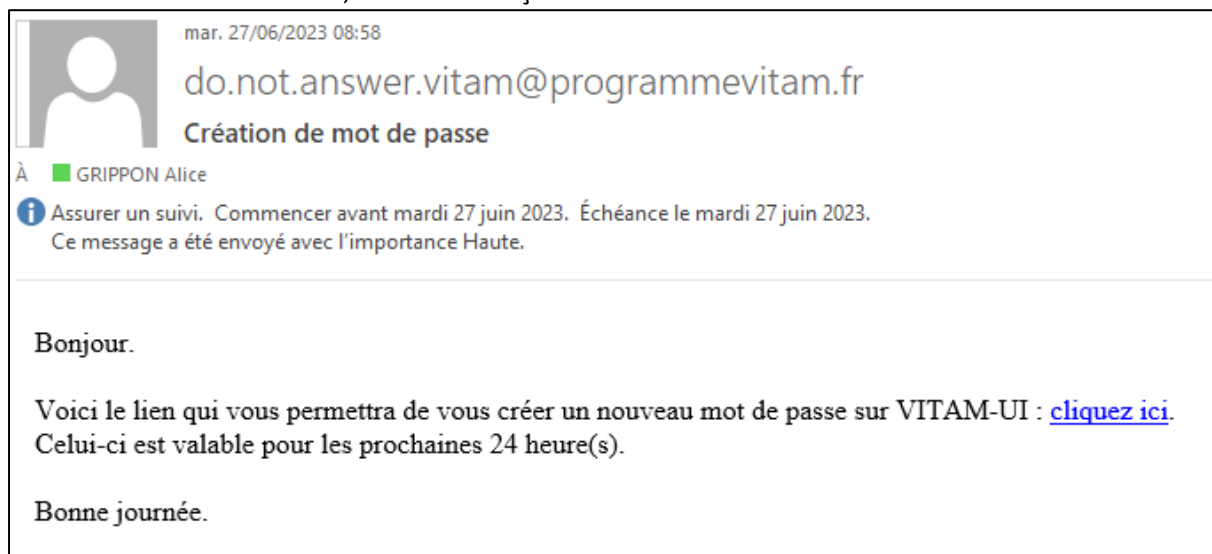 mar. 27/06/2023 08:58
do.not.answer.vitam@programmevitam.fr
Création de mot de passe
À GRIPPON Alice
Assurer un suivi. Commencer avant mardi 27 juin 2023. Échéance le mardi 27 juin 2023.
Ce message a été envoyé avec l'importance Haute.
Bonjour.
Voici le lien qui vous permettra de vous créer un nouveau mot de passe sur VITAM-UI : cliquez ici.
Celui-ci est valable pour les prochaines 24 heure(s).
Bonne journée.